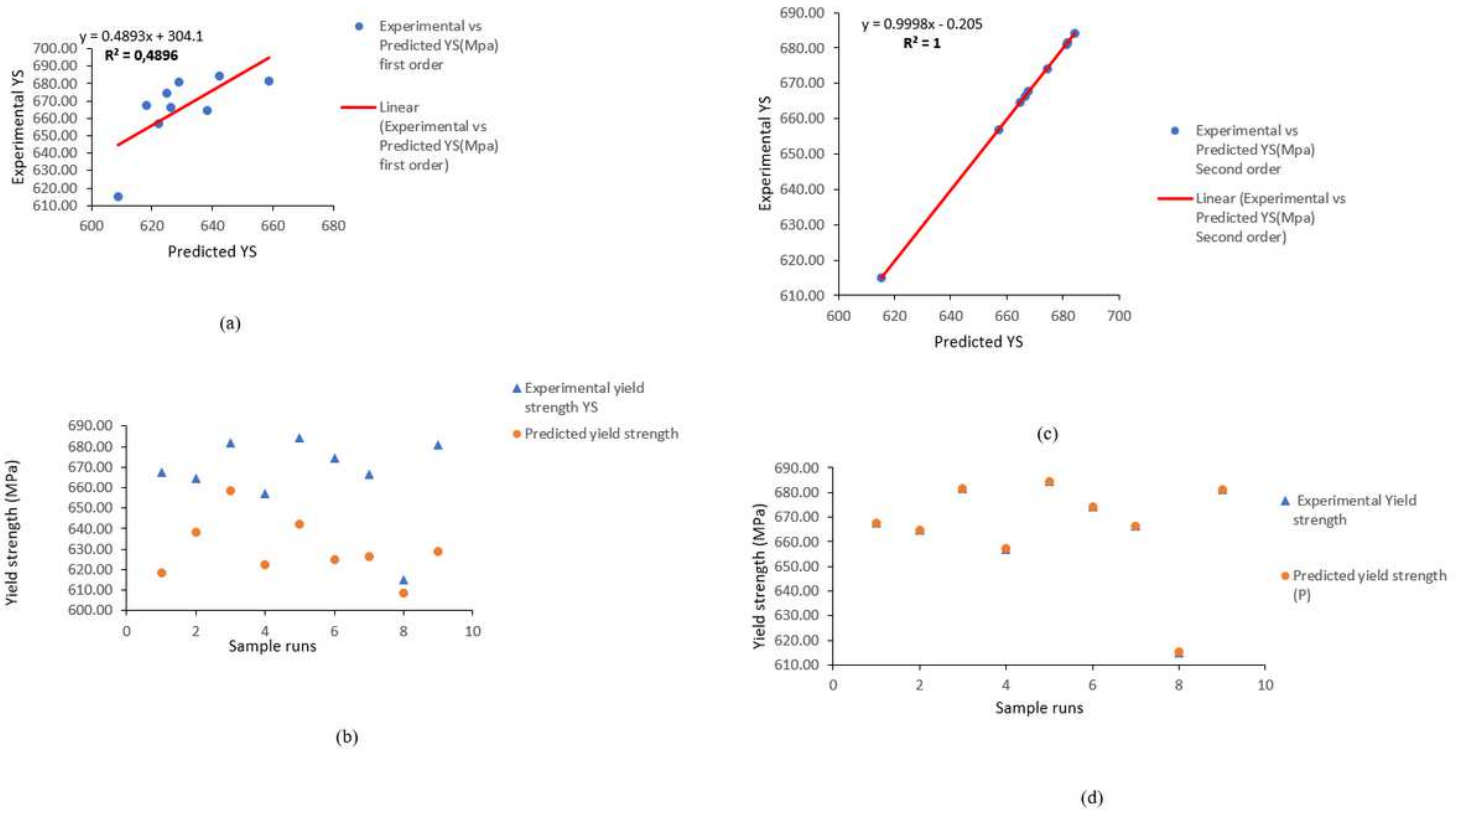 y = 0.4893x + 304.1
R² = 0,4896
700.00
690.00
680.00
670.00
660.00
650.00
640.00
630.00
620.00
610.00
600
620
640
660
680
Experimental YS
Predicted YS
Experimental vs
Predicted YS(Mpa)
first order
Linear
(Experimental vs
Predicted YS(Mpa)
first order)
(a)
690.00
680.00
670.00
660.00
650.00
640.00
630.00
620.00
610.00
600.00
0
2
4
6
8
10
Yield strength (MPa)
Sample runs
Experimental yield
strength YS
Predicted yield strength
(b)
y = 0.9998x - 0.205
R² = 1
690.00
680.00
670.00
660.00
650.00
640.00
630.00
620.00
610.00
600
620
640
660
680
700
Experimental YS
Predicted YS
Experimental vs
Predicted YS(Mpa)
Second order
Linear (Experimental vs
Predicted YS(Mpa)
Second order)
(c)
690.00
680.00
670.00
660.00
650.00
640.00
630.00
620.00
610.00
0
2
4
6
8
10
Yield strength (MPa)
Sample runs
Experimental Yield
strength
Predicted yield strength
(P)
(d)